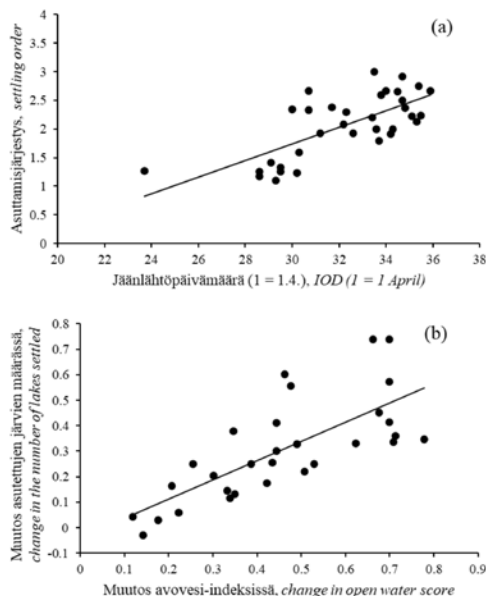 (a)
Asuttamisjärjestys, settling order
4
3.5
3
2.5
2
1.5
1
0.5
0
20 22 24 26 28 30 32 34 36 38
Jäänlähtöpäivämäärä (1 = 1.4.), IOD (1 = 1 April)
(b)
Muutos asutettujen järvien määrässä,
change in the number of lakes settled
0.8
0.7
0.6
0.5
0.4
0.3
0.2
0.1
0
-0.1
0 0.1 0.2 0.3 0.4 0.5 0.6 0.7 0.8 0.9
Muutos avovesi-indeksissä, change in open water score